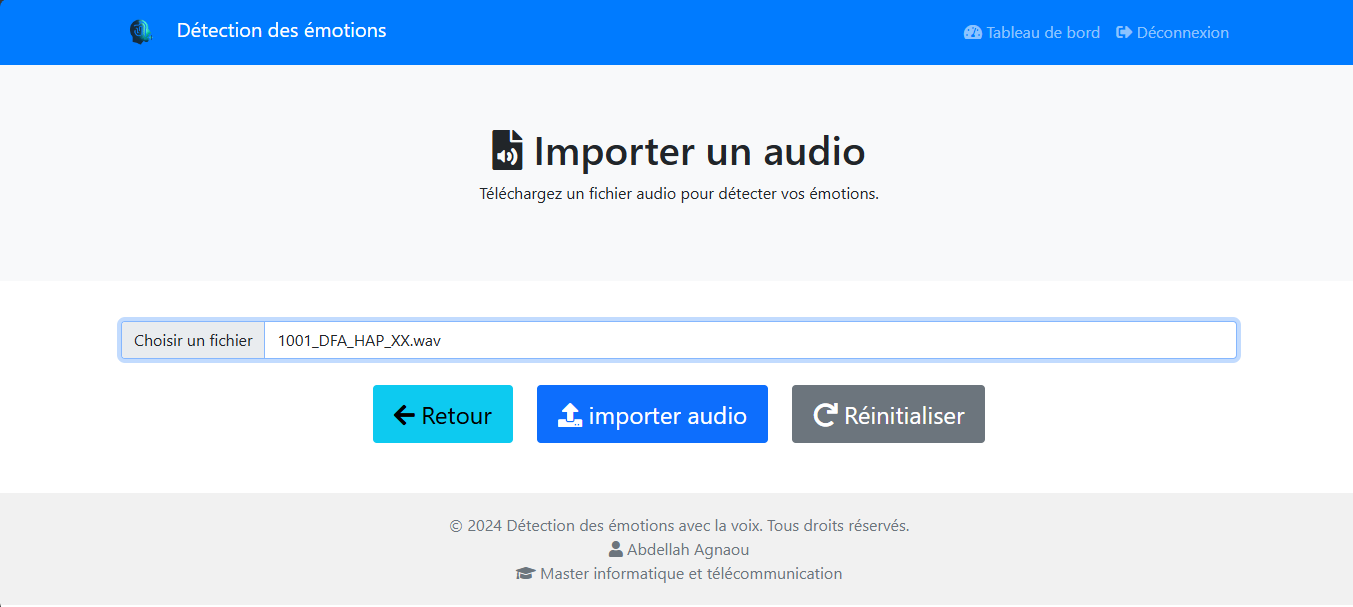 Détection des émotions
Tableau de bord
Déconnexion
Importer un audio
Téléchargez un fichier audio pour détecter vos émotions.
Choisir un fichier
1001_DFA_HAP_XX.wav
Retour
importer audio
Réinitialiser
© 2024 Détection des émotions avec la voix. Tous droits réservés.
Abdellah Agnaou
Master informatique et télécommunication